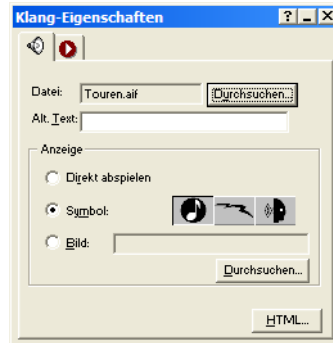 Klang-Eigenschaften
Datei: Touren.aif Durchsuchen...
Alt. Text:
Anzeige
Direkt abspielen
Symbol:
Bild:
Durchsuchen...
HTML...